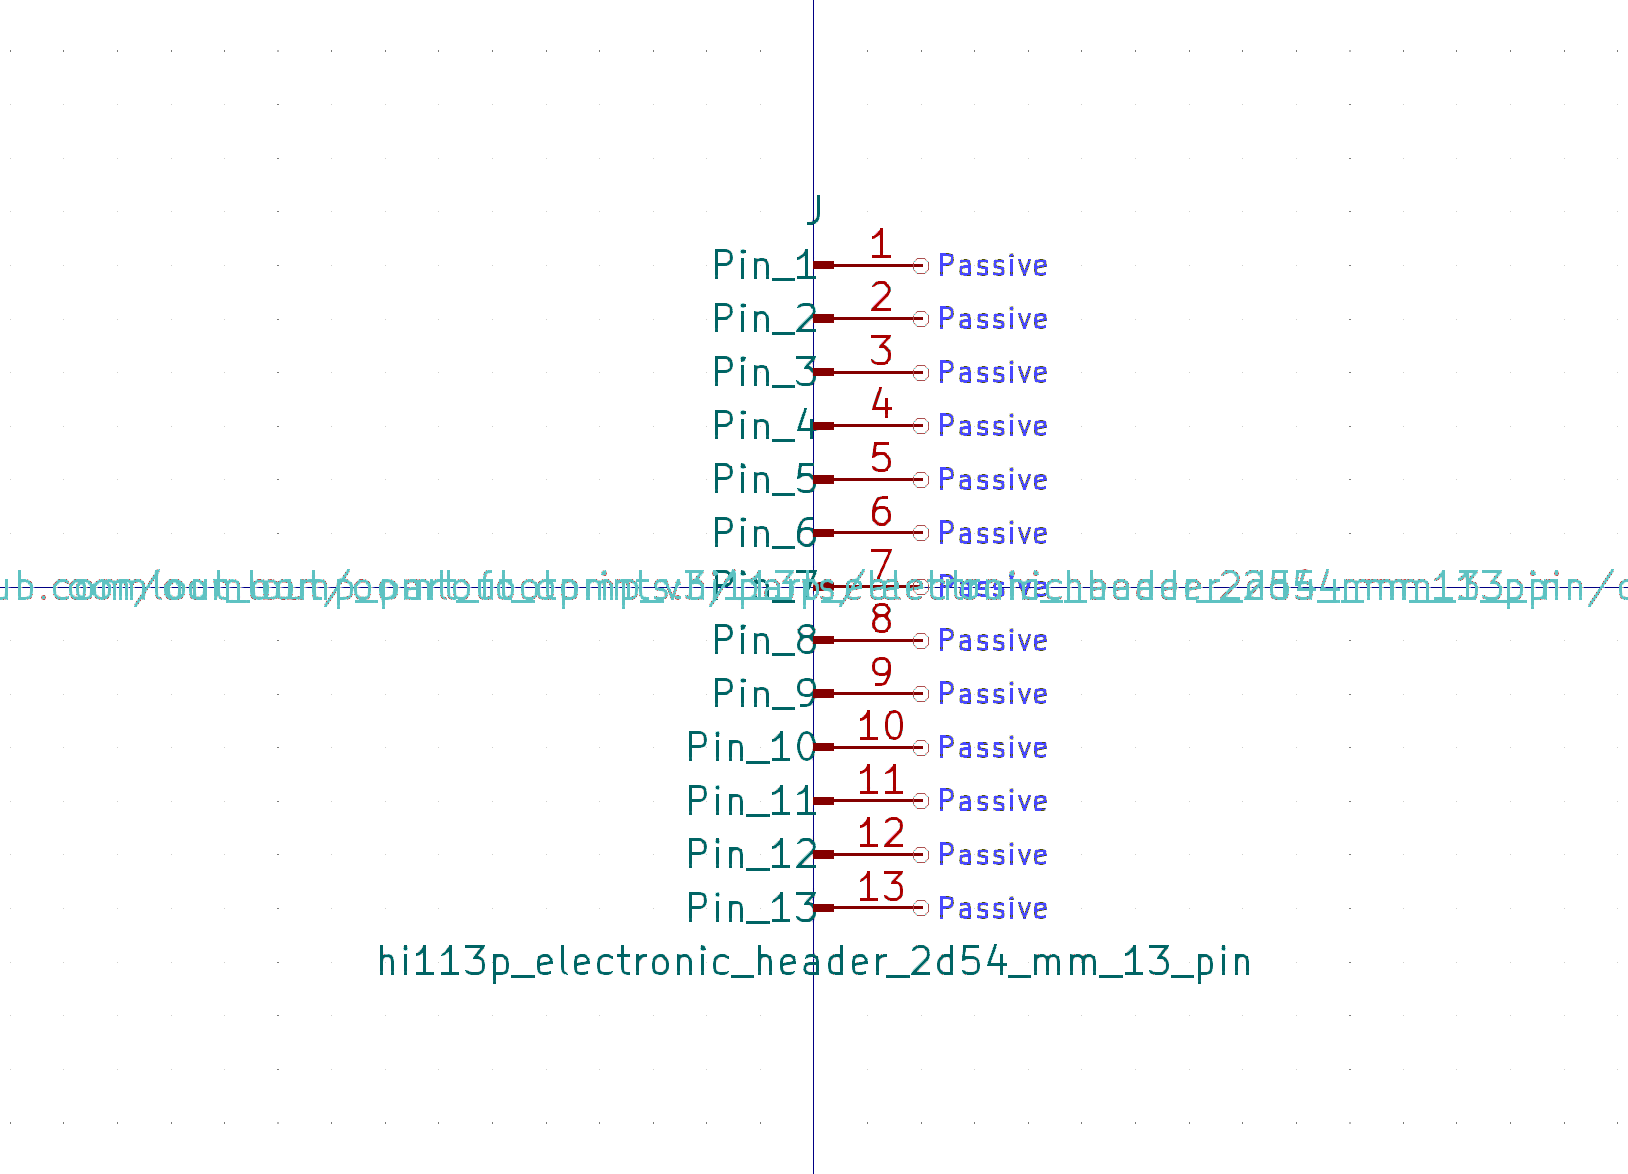 J
Pin_1 1 Passive
Pin_2 2 Passive
Pin_3 3 Passive
Pin_4 4 Passive
Pin_5 5 Passive
Pin_6 6 Passive
Pin_7 7 Passive
Pin_8 8 Passive
Pin_9 9 Passive
Pin_10 10 Passive
Pin_11 11 Passive
Pin_12 12 Passive
Pin_13 13 Passive
hi113p_electronic_header_2d54_mm_13_pin